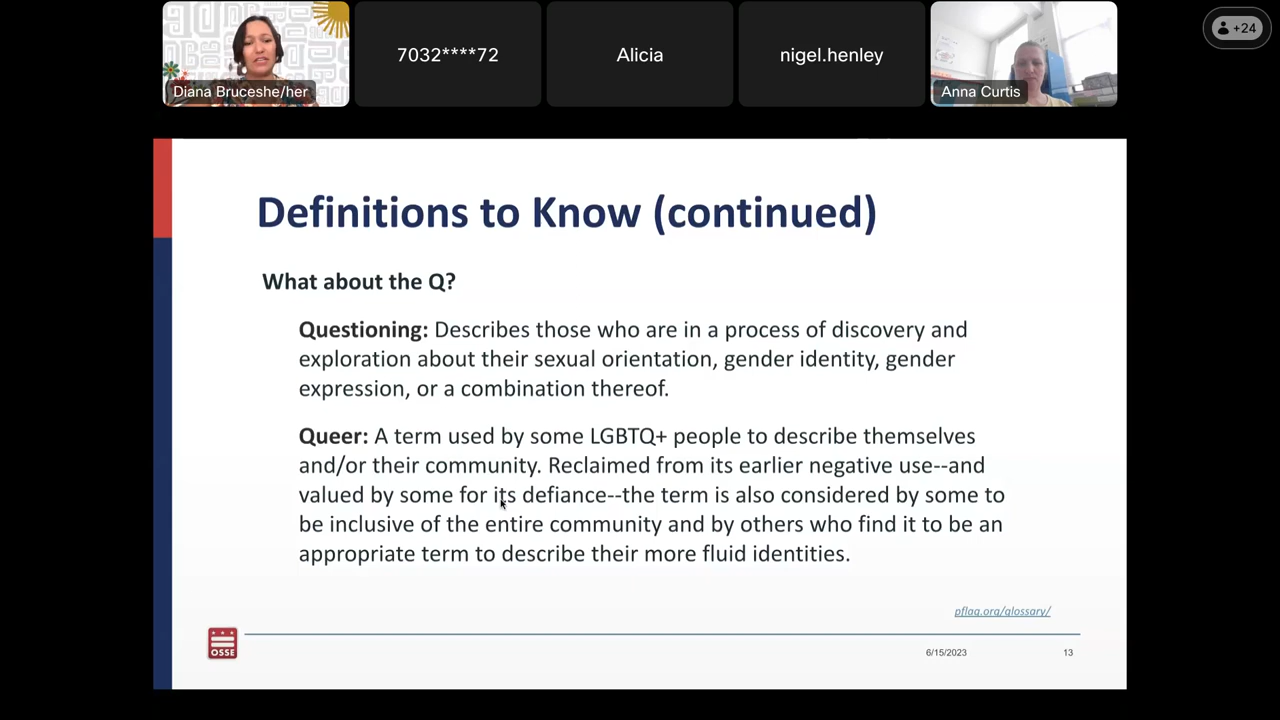 +24
Diana Bruceshe/her
7032****72
Alicia
nigel.henley
Anna Curtis
Definitions to Know (continued)
What about the Q?
Questioning: Describes those who are in a process of discovery and
exploration about their sexual orientation, gender identity, gender
expression, or a combination thereof.
Queer: A term used by some LGBTQ+ people to describe themselves
and/or their community. Reclaimed from its earlier negative use--and
valued by some for its defiance--the term is also considered by some to
be inclusive of the entire community and by others who find it to be an
appropriate term to describe their more fluid identities.
pflag.org/glossary/
OSSE
6/15/2023
13